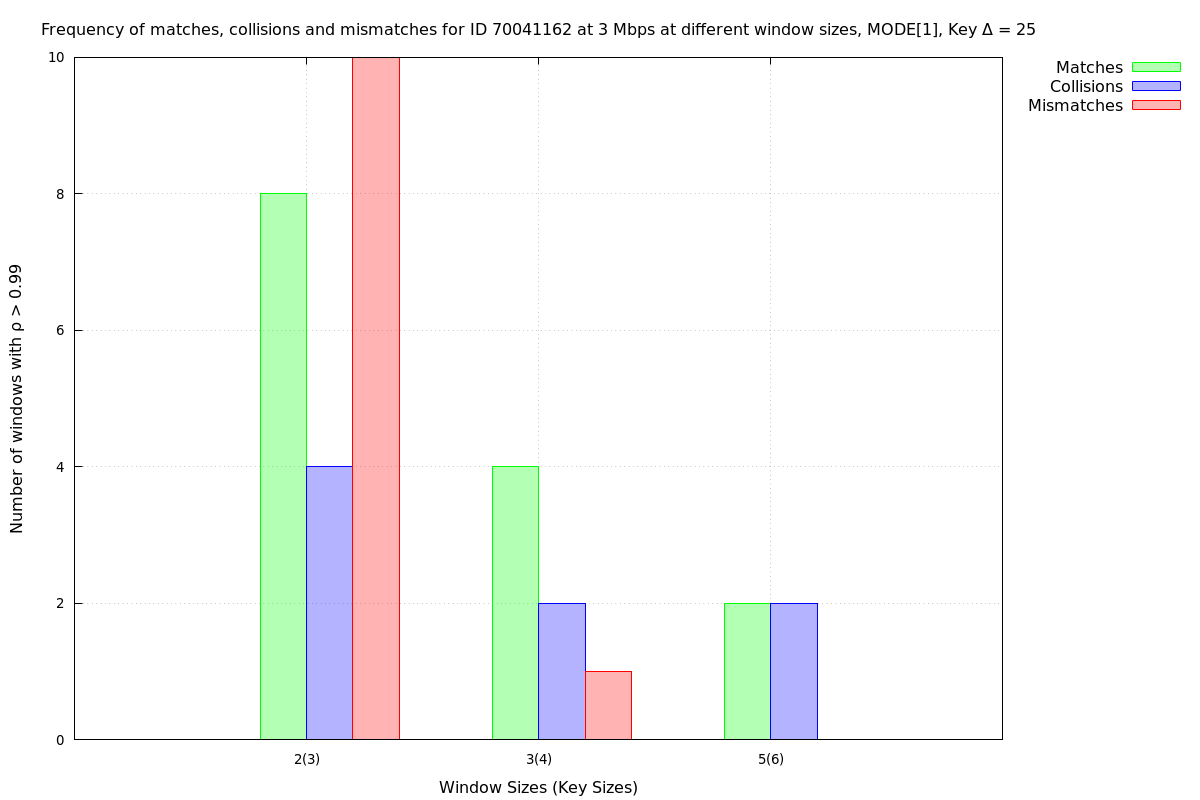 Frequency of matches, collisions and mismatches for ID 70041162 at 3 Mbps at different window sizes, MODE[1], Key Δ = 25
Matches
Collisions
Mismatches
Number of windows with ρ > 0.99
10
8
6
4
2
0
2(3) 3(4) 5(6)
Window Sizes (Key Sizes)